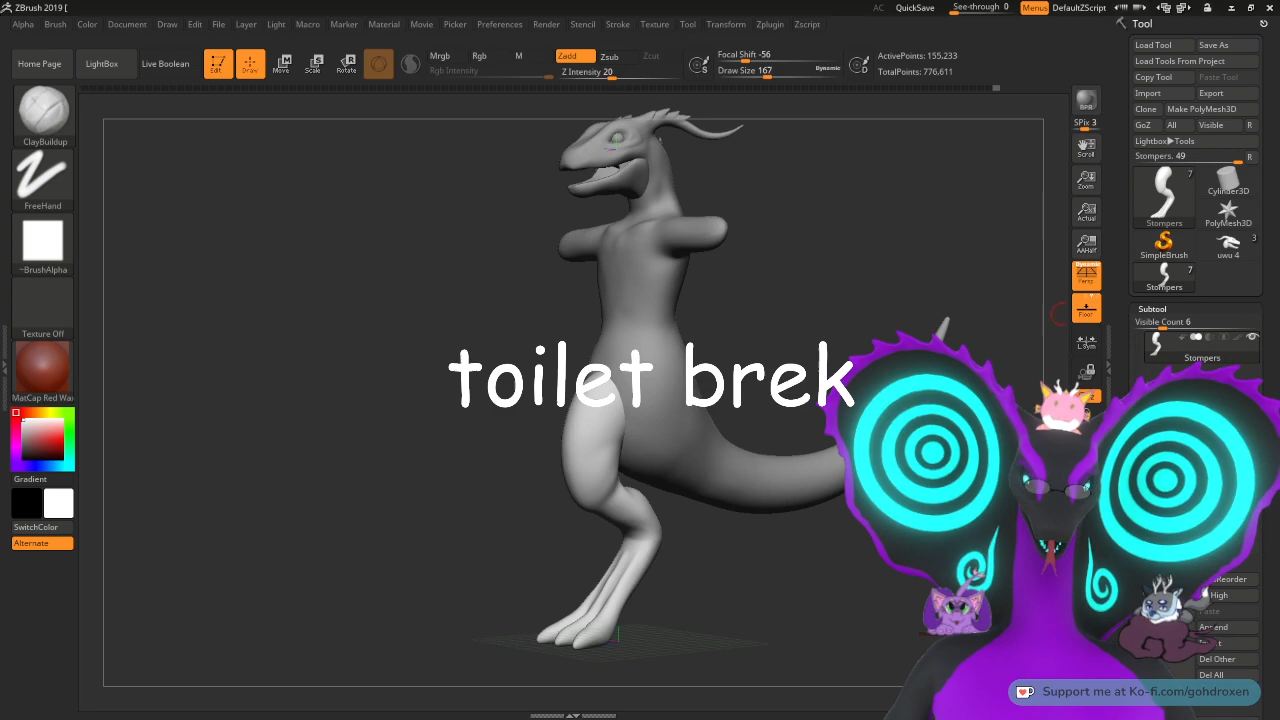 ZBrush 2019 [
AC
QuickSave
See-through 0
Menus
DefaultZScript
Alpha
Brush
Color
Document
Draw
Edit
File
Layer
Light
Macro
Marker
Material
Movie
Picker
Preferences
Render
Stencil
Stroke
Texture
Tool
Transform
Zplugin
Zscript
Tool
Home Page
LightBox
Live Boolean
Edit
Draw
Move
Scale
Rotate
Mrgb
Rgb
M
Rgb Intensity
Zadd
Zsub
Zcut
Z Intensity 20
S
Focal Shift -56
Draw Size 167
Dynamic
D
ActivePoints: 155,233
TotalPoints: 776,611
Load Tool
Save As
Load Tools From Project
Copy Tool
Paste Tool
Import
Export
Clone
Make PolyMesh3D
GoZ
All
Visible
R
Lightbox▶Tools
Stompers. 49
R
7
Stompers
Cylinder3D
PolyMesh3D
SimpleBrush
3
uwu 4
7
Stompers
Subtool
Visible Count 6
Stompers
ClayBuildup
FreeHand
~BrushAlpha
Texture Off
MatCap Red Wax
Gradient
SwitchColor
Alternate
BPR
SPix 3
Scroll
Zoom
Actual
AAHalf
Dynamic
Persp
Floor
L.Sym
toilet brek
Reorder
High
Paste
Append
Del Other
Del All
Support me at Ko-fi.com/gohdroxen